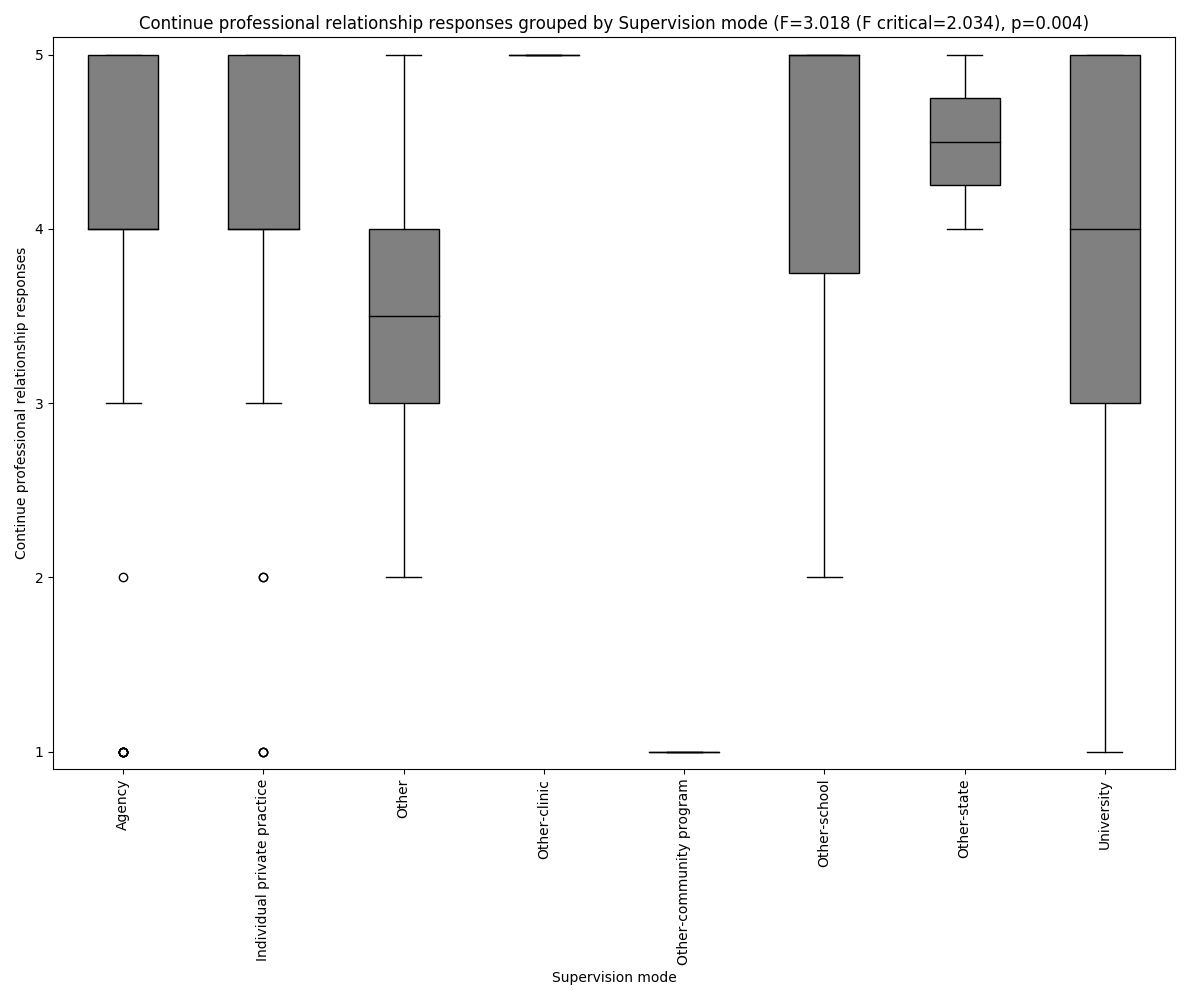 Continue professional relationship responses grouped by Supervision mode (F=3.018 (F critical=2.034), p=0.004)
Continue professional relationship responses
5
4
3
2
1
Agency
Individual private practice
Other
Other-clinic
Other-community program
Other-school
Other-state
University
Supervision mode